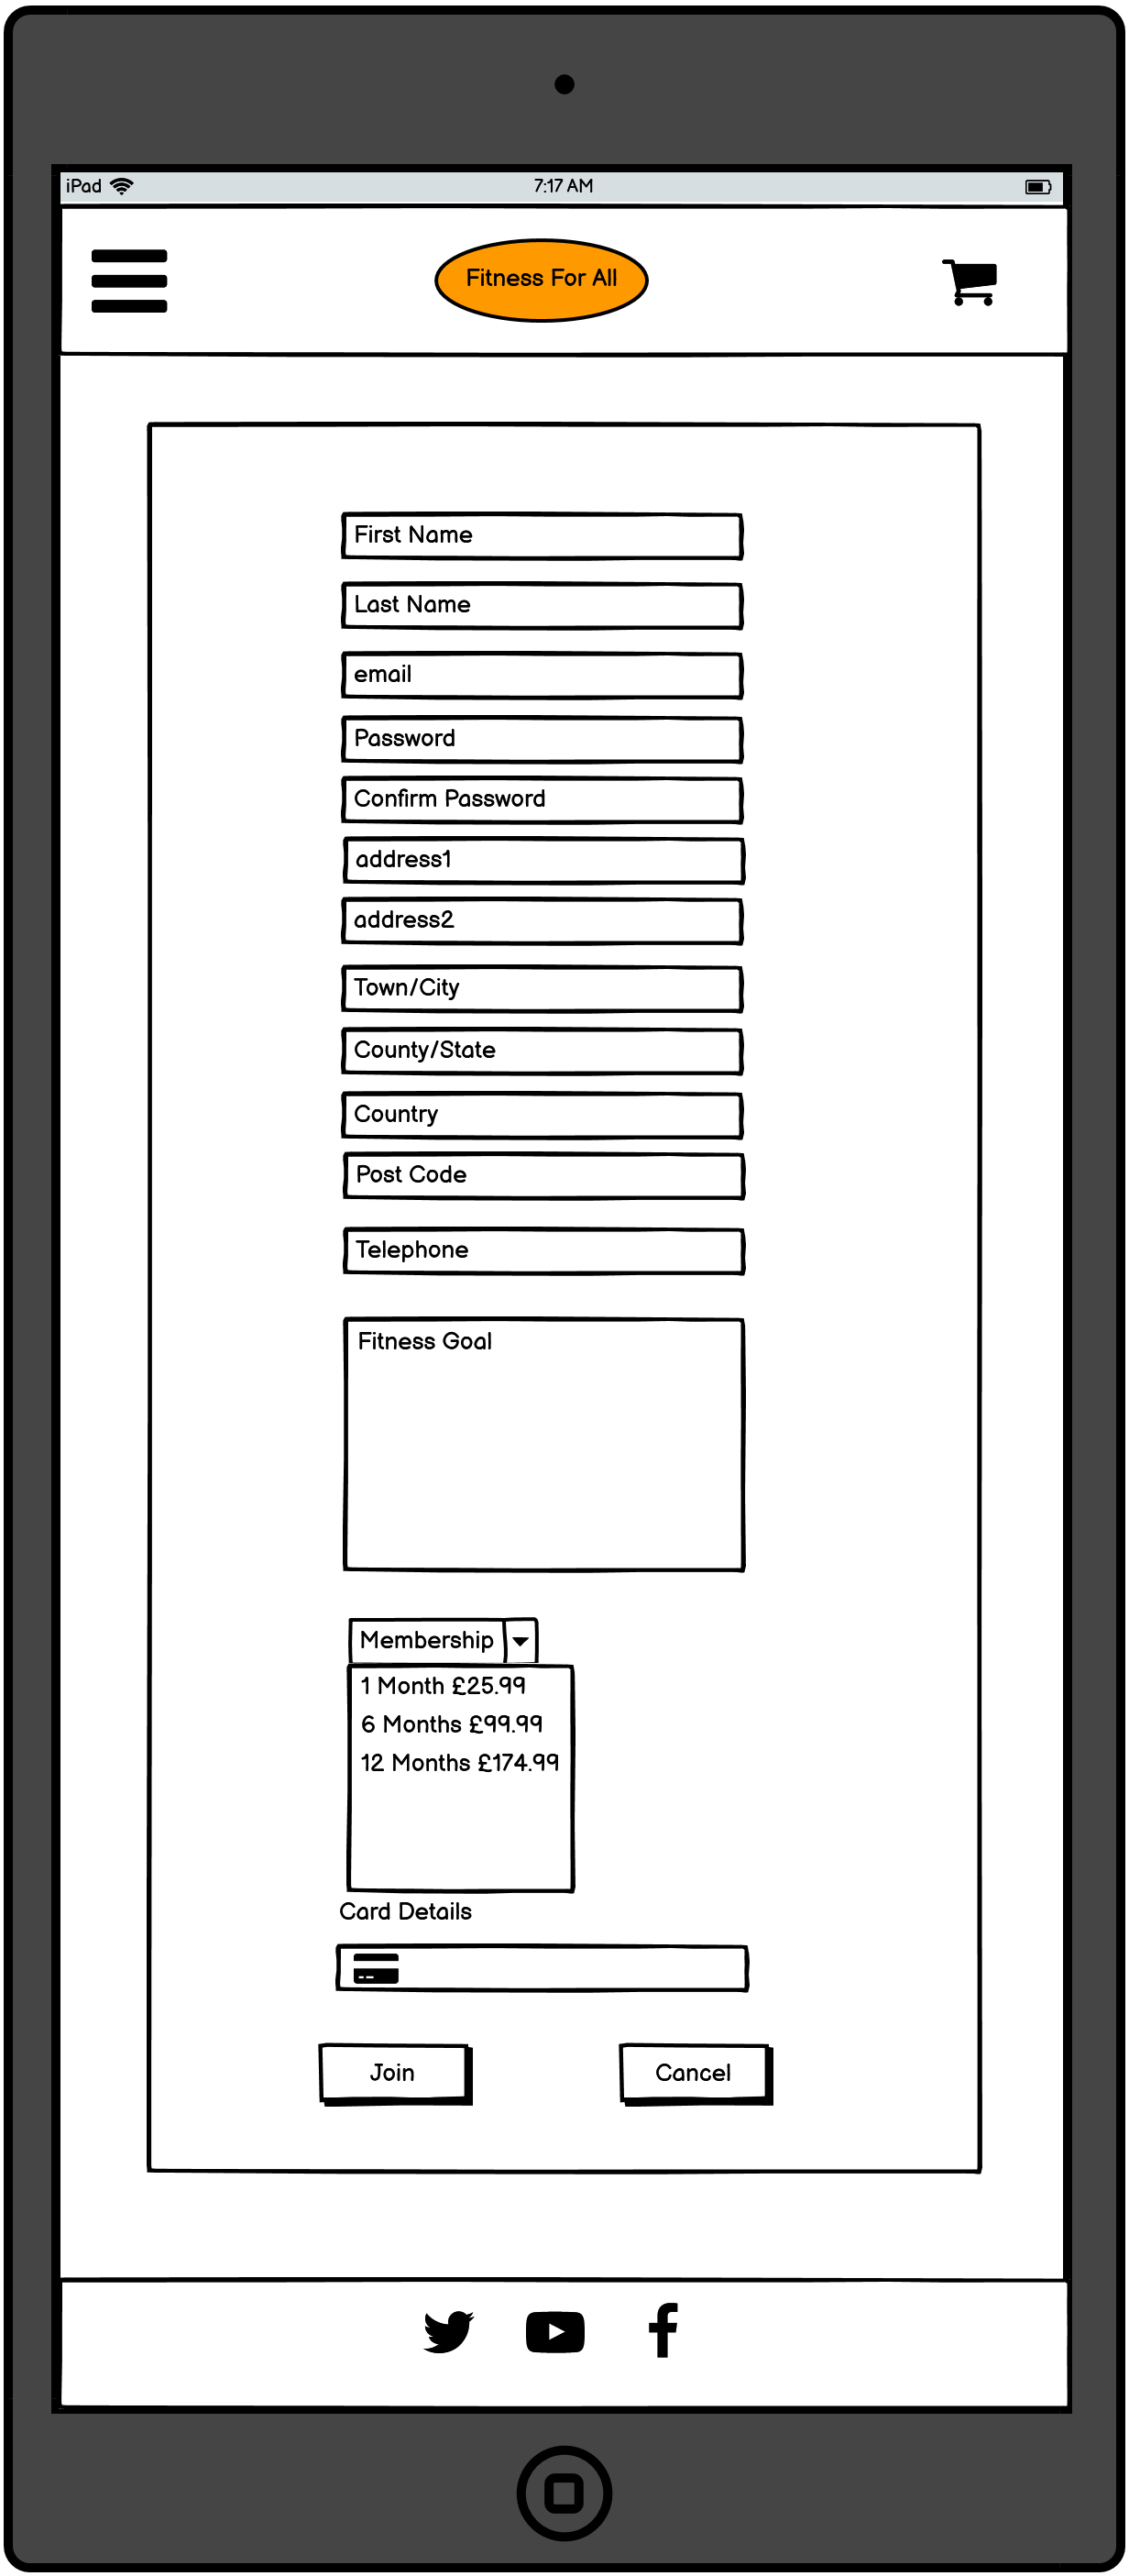 iPad
7:17 AM
Fitness For All
First Name
Last Name
email
Password
Confirm Password
address1
address2
Town/City
County/State
Country
Post Code
Telephone
Fitness Goal
Membership
1 Month £25.99
6 Months £99.99
12 Months £174.99
Card Details
Join
Cancel